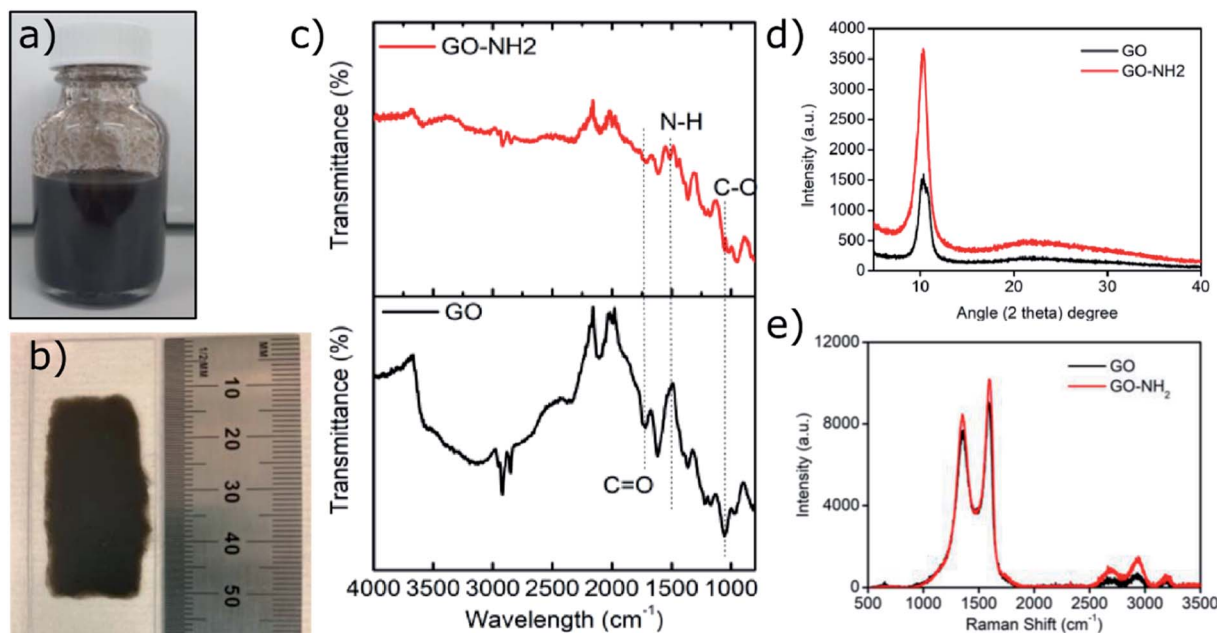 a)
b)
1/2MM
MM
10
20
30
40
50
c)
GO-NH2
N-H
C-O
Transmittance (%)
GO
C=O
Transmittance (%)
4000 3500 3000 2500 2000 1500 1000
Wavelength (cm⁻¹)
d)
GO
GO-NH2
4000
3500
3000
2500
2000
1500
1000
500
0
Intensity (a.u.)
10 20 30 40
Angle (2 theta) degree
e)
GO
GO-NH₂
12000
8000
4000
0
Intensity (a.u.)
500 1000 1500 2000 2500 3000 3500
Raman Shift (cm⁻¹)